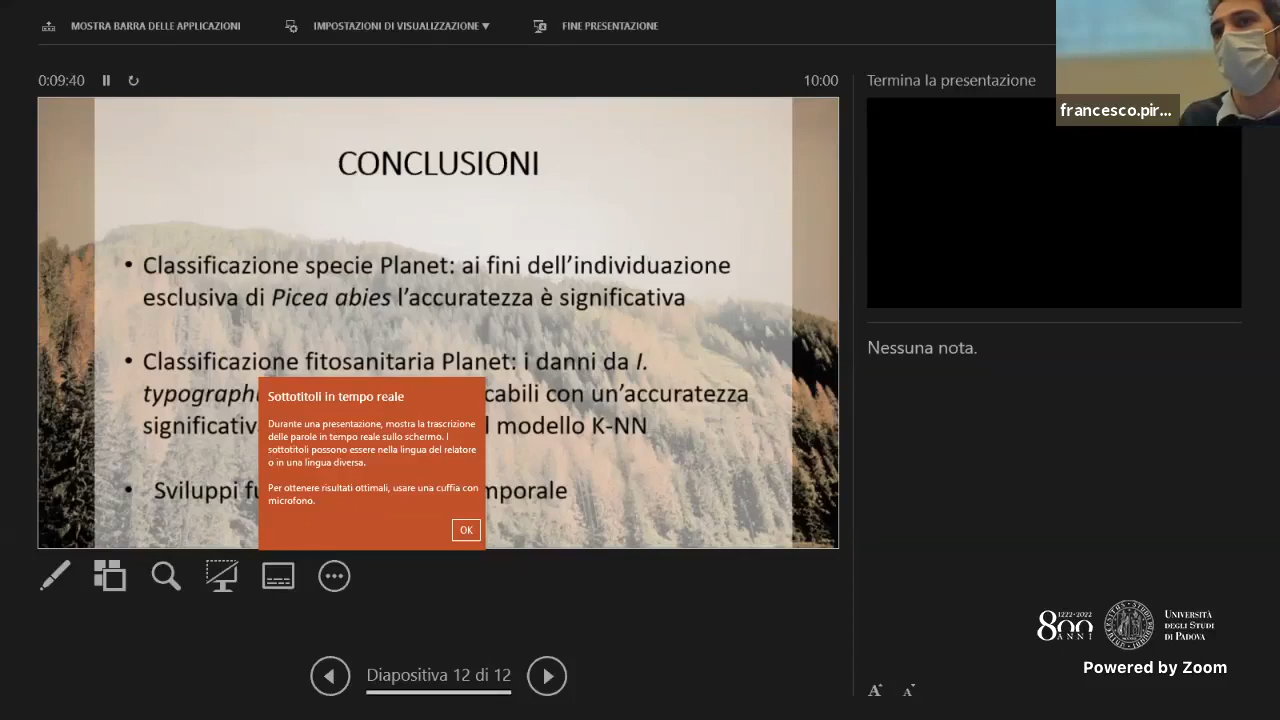 MOSTRA BARRA DELLE APPLICAZIONI
IMPOSTAZIONI DI VISUALIZZAZIONE ▼
FINE PRESENTAZIONE
0:09:40
10:00
Termina la presentazione
francesco.pir...
CONCLUSIONI
• Classificazione specie Planet: ai fini dell'individuazione
esclusiva di Picea abies l'accuratezza è significativa
• Classificazione fitosanitaria Planet: i danni da I.
cabili con un'accuratezza
modello K-NN
• Sviluppi
Sottotitoli in tempo reale
Durante una presentazione, mostra la trascrizione
delle parole in tempo reale sullo schermo. I
sottotitoli possono essere nella lingua del relatore
o in una lingua diversa.
Per ottenere risultati ottimali, usare una cuffia con
microfono.
OK
Nessuna nota.
Diapositiva 12 di 12
1222·2022
800
ANNI
Università
degli Studi
di Padova
Powered by Zoom
A A